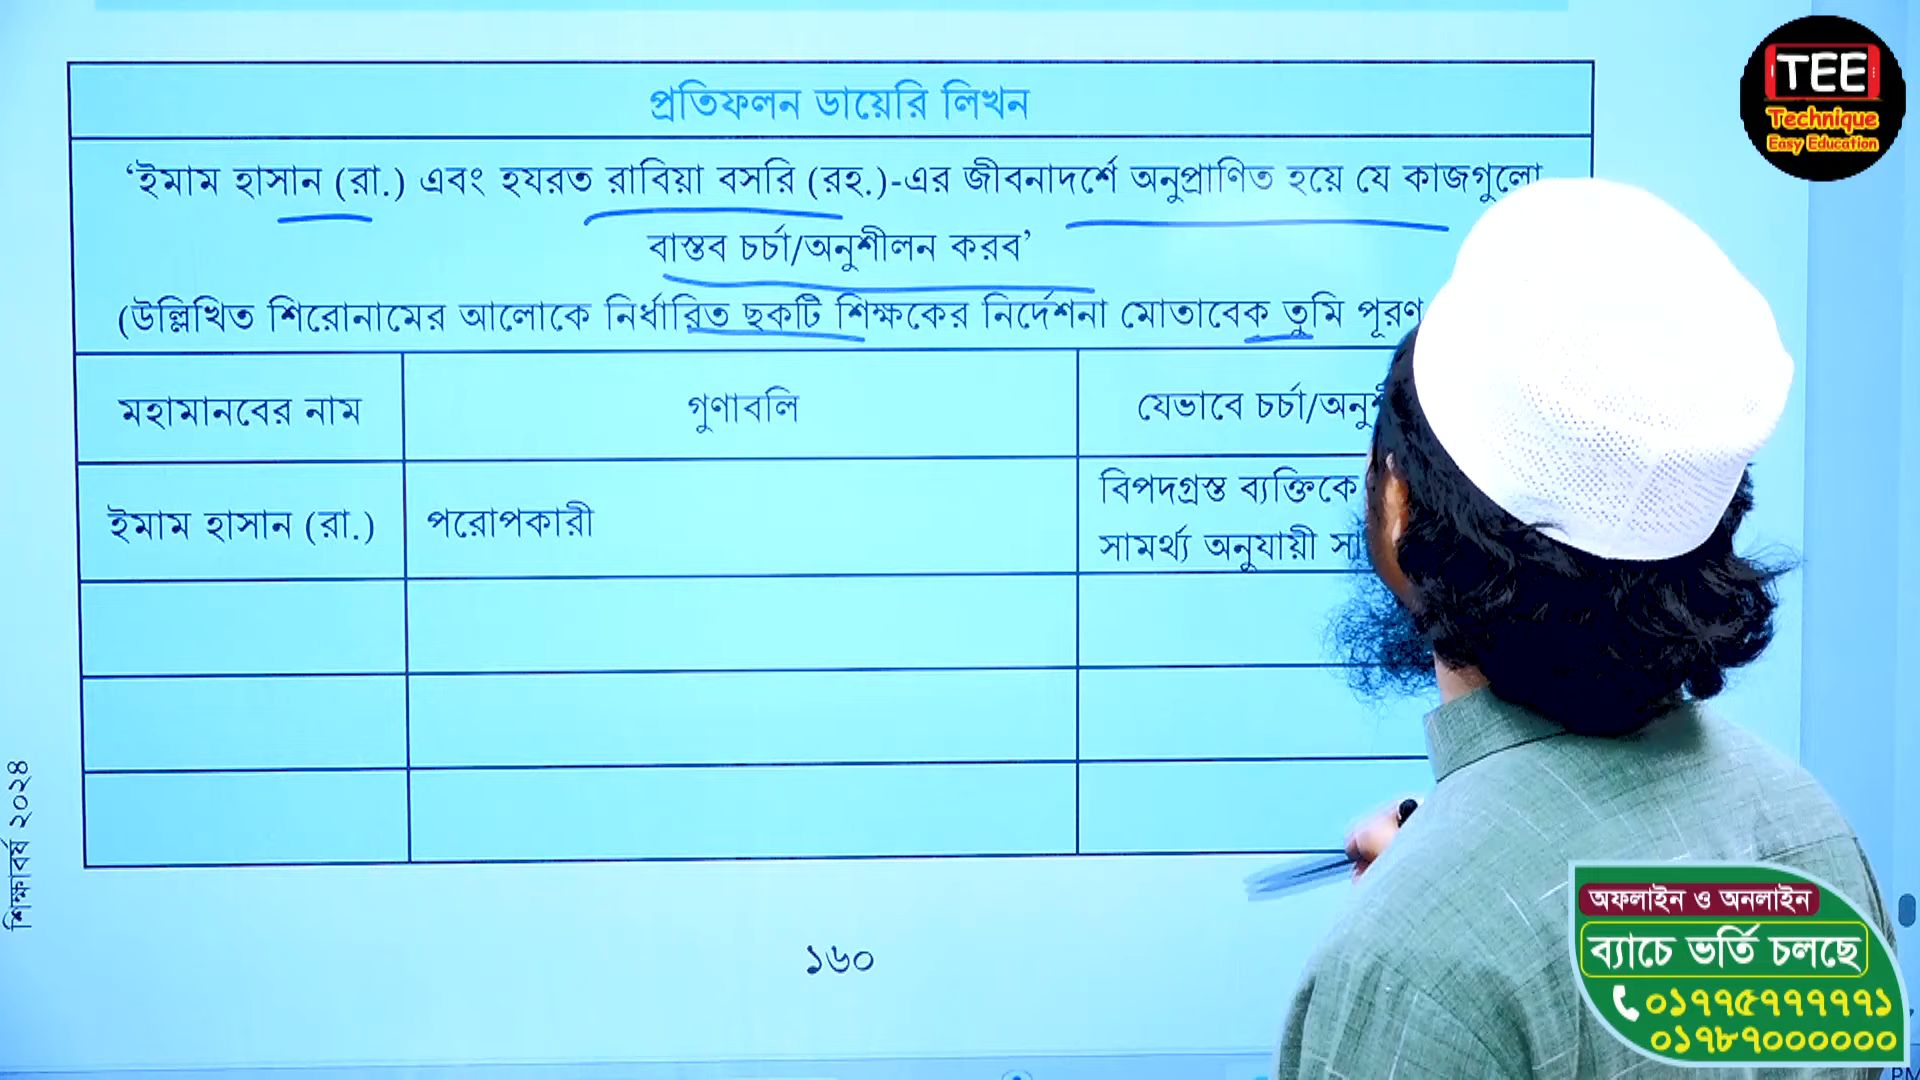 TEE
Technique
Easy Education
প্রতিফলন ডায়েরি লিখন
‘ইমাম হাসান (রা.) এবং হযরত রাবিয়া বসরি (রহ.)-এর জীবনাদর্শে অনুপ্রাণিত হয়ে যে কাজগুলো
বাস্তব চর্চা/অনুশীলন করব’
(উল্লিখিত শিরোনামের আলোকে নির্ধারিত ছকটি শিক্ষকের নির্দেশনা মোতাবেক তুমি পূরণ
মহামানবের নাম
গুণাবলি
যেভাবে চর্চা/
ইমাম হাসান (রা.)
পরোপকারী
বিপদগ্রস্ত ব্যক্তিকে
সামর্থ্য অনুযায়ী
শিক্ষাবর্ষ ২০২৪
১৬০
অফলাইন ও অনলাইন
ব্যাচে ভর্তি চলছে
০১৭৭৫৭৭৭৭৭১
০১৭৮৭০০০০০০
PM